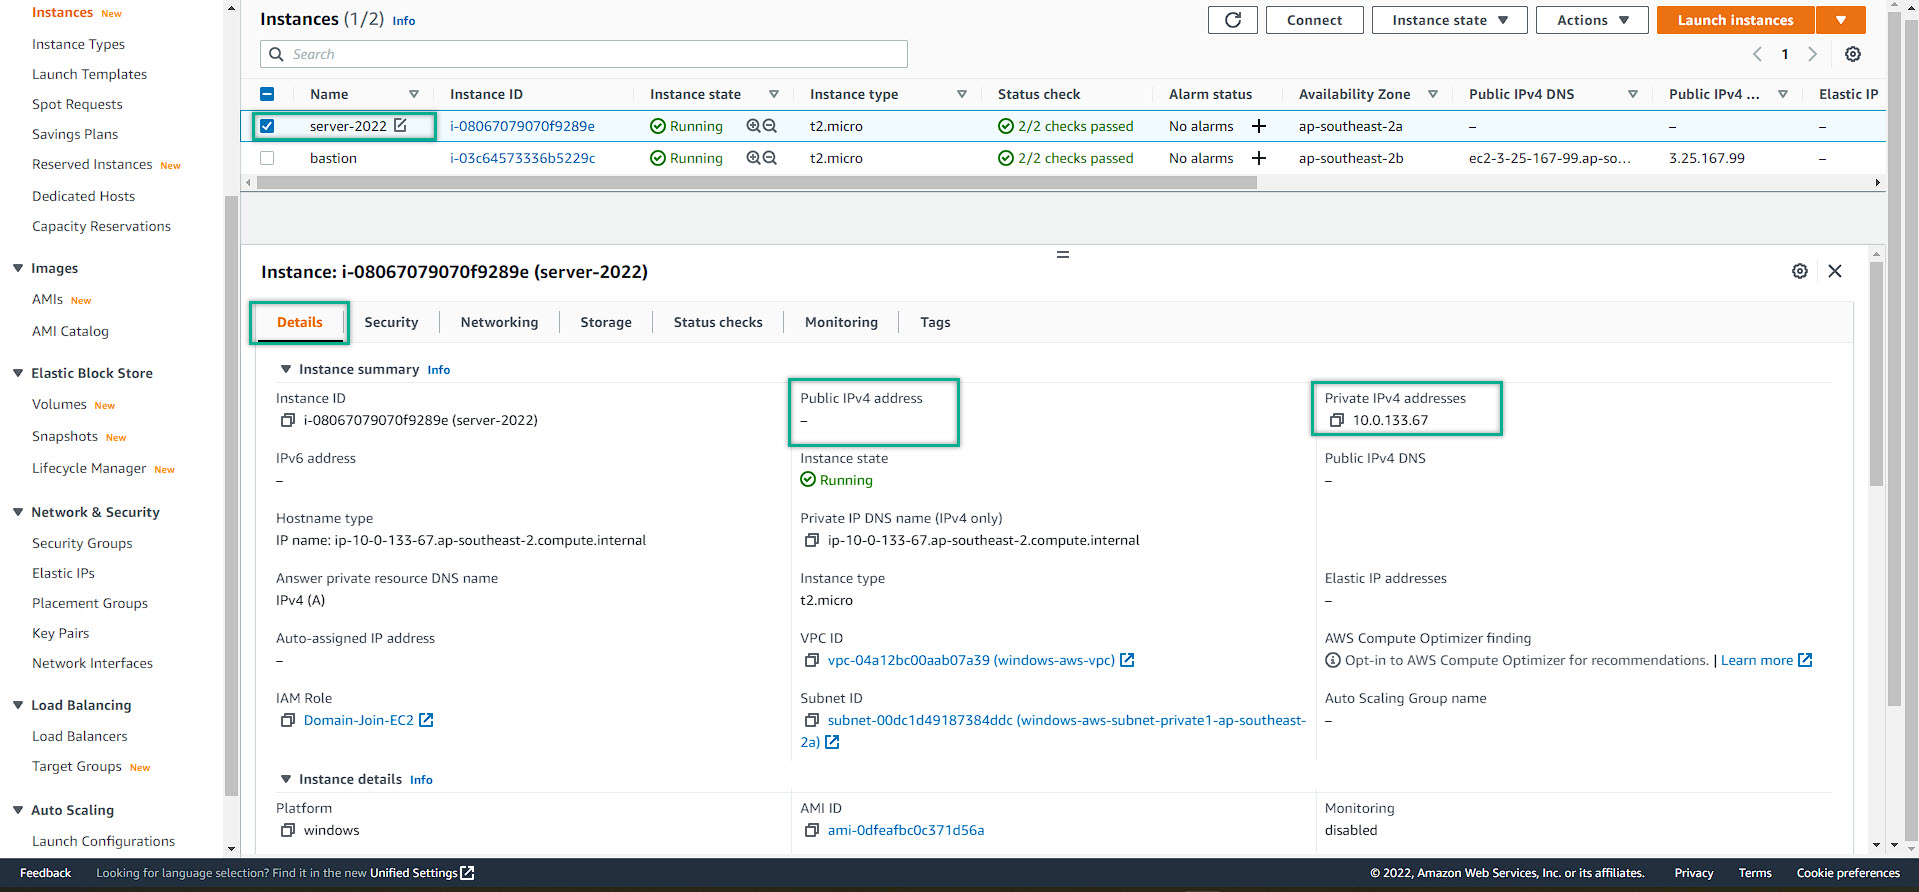 Instances New
Instance Types
Launch Templates
Spot Requests
Savings Plans
Reserved Instances New
Dedicated Hosts
Capacity Reservations
Images
AMIs New
AMI Catalog
Elastic Block Store
Volumes New
Snapshots New
Lifecycle Manager New
Network & Security
Security Groups
Elastic IPs
Placement Groups
Key Pairs
Network Interfaces
Load Balancing
Load Balancers
Target Groups New
Auto Scaling
Launch Configurations
Instances (1/2) Info
Connect
Instance state
Actions
Launch instances
Search
1
Name Instance ID Instance state Instance type Status check Alarm status Availability Zone Public IPv4 DNS Public IPv4 ... Elastic IP
server-2022 i-08067079070f9289e Running t2.micro 2/2 checks passed No alarms + ap-southeast-2a – – –
bastion i-03c64573336b5229c Running t2.micro 2/2 checks passed No alarms + ap-southeast-2b ec2-3-25-167-99.ap-so... 3.25.167.99 –
Instance: i-08067079070f9289e (server-2022)
Details Security Networking Storage Status checks Monitoring Tags
Instance summary Info
Instance ID
i-08067079070f9289e (server-2022)
Public IPv4 address
–
Private IPv4 addresses
10.0.133.67
IPv6 address
–
Instance state
Running
Public IPv4 DNS
–
Hostname type
IP name: ip-10-0-133-67.ap-southeast-2.compute.internal
Private IP DNS name (IPv4 only)
ip-10-0-133-67.ap-southeast-2.compute.internal
Answer private resource DNS name
IPv4 (A)
Instance type
t2.micro
Elastic IP addresses
–
Auto-assigned IP address
–
VPC ID
vpc-04a12bc00aab07a39 (windows-aws-vpc)
AWS Compute Optimizer finding
Opt-in to AWS Compute Optimizer for recommendations. | Learn more
IAM Role
Domain-Join-EC2
Subnet ID
subnet-00dc1d49187384ddc (windows-aws-subnet-private1-ap-southeast-
2a)
Auto Scaling Group name
–
Instance details Info
Platform
windows
AMI ID
ami-0dfeafbc0c371d56a
Monitoring
disabled
Feedback Looking for language selection? Find it in the new Unified Settings © 2022, Amazon Web Services, Inc. or its affiliates. Privacy Terms Cookie preferences